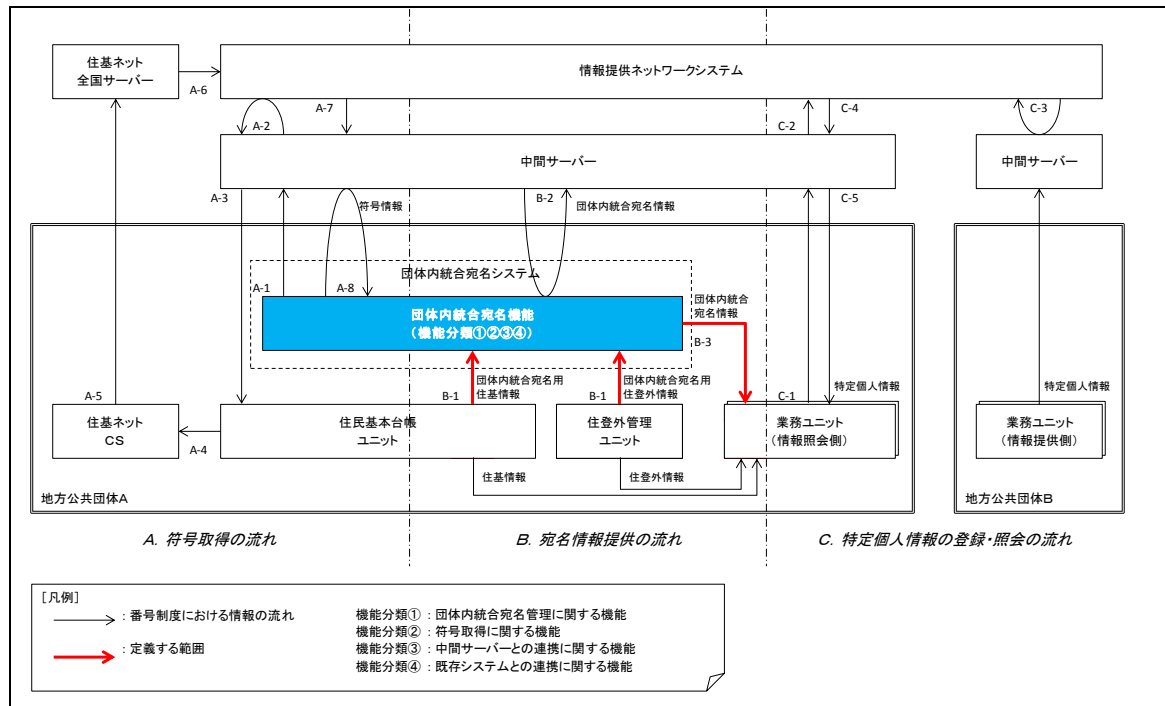 住基ネット
全国サーバー
A-6
情報提供ネットワークシステム
A-2
A-7
C-2
C-4
C-3
中間サーバー
中間サーバー
A-3
符号情報
B-2
団体内統合宛名情報
C-5
団体内統合宛名システム
A-1
A-8
団体内統合宛名機能
(機能分類①②③④)
団体内統合
宛名情報
B-3
B-1
団体内統合宛名用
住基情報
B-1
団体内統合宛名用
住登外情報
C-1
特定個人情報
特定個人情報
A-5
住基ネット
CS
A-4
住民基本台帳
ユニット
住登外管理
ユニット
業務ユニット
(情報照会側)
業務ユニット
(情報提供側)
住基情報
住登外情報
地方公共団体A
地方公共団体B
A. 符号取得の流れ
B. 宛名情報提供の流れ
C. 特定個人情報の登録・照会の流れ
[凡例]
:番号制度における情報の流れ
:定義する範囲
機能分類①:団体内統合宛名管理に関する機能
機能分類②:符号取得に関する機能
機能分類③:中間サーバーとの連携に関する機能
機能分類④:既存システムとの連携に関する機能